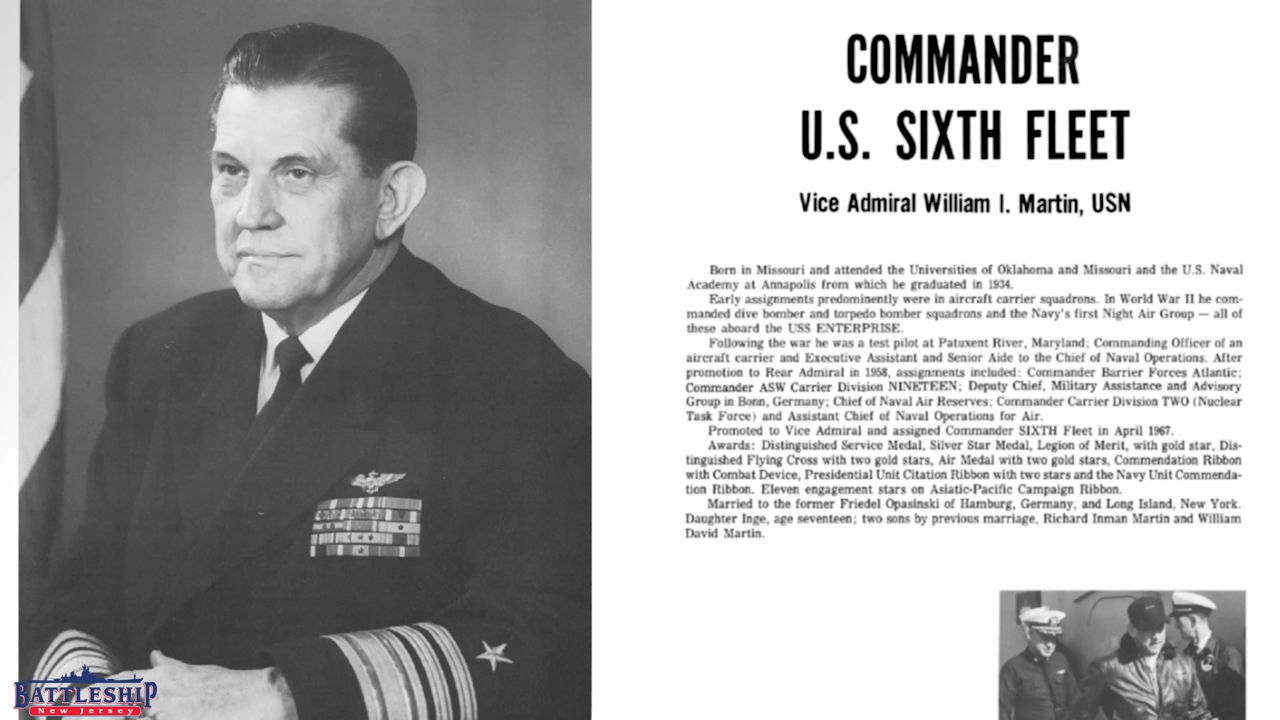 COMMANDER
U.S. SIXTH FLEET
Vice Admiral William I. Martin, USN
Born in Missouri and attended the Universities of Oklahoma and Missouri and the U.S. Naval
Academy at Annapolis from which he graduated in 1934.
Early assignments predominently were in aircraft carrier squadrons. In World War II he com-
manded dive bomber and torpedo bomber squadrons and the Navy's first Night Air Group — all of
these aboard the USS ENTERPRISE.
Following the war he was a test pilot at Patuxent River, Maryland; Commanding Officer of an
aircraft carrier and Executive Assistant and Senior Aide to the Chief of Naval Operations. After
promotion to Rear Admiral in 1958, assignments included: Commander Barrier Forces Atlantic;
Commander ASW Carrier Division NINETEEN; Deputy Chief, Military Assistance and Advisory
Group in Bonn, Germany; Chief of Naval Air Reserves; Commander Carrier Division TWO (Nuclear
Task Force) and Assistant Chief of Naval Operations for Air.
Promoted to Vice Admiral and assigned Commander SIXTH Fleet in April 1967.
Awards: Distinguished Service Medal, Silver Star Medal, Legion of Merit, with gold star, Dis-
tinguished Flying Cross with two gold stars, Air Medal with two gold stars, Commendation Ribbon
with Combat Device, Presidential Unit Citation Ribbon with two stars and the Navy Unit Commenda-
tion Ribbon. Eleven engagement stars on Asiatic-Pacific Campaign Ribbon.
Married to the former Friedel Opasinski of Hamburg, Germany, and Long Island, New York.
Daughter Inge, age seventeen; two sons by previous marriage, Richard Inman Martin and William
David Martin.
BATTLESHIP
New Jersey